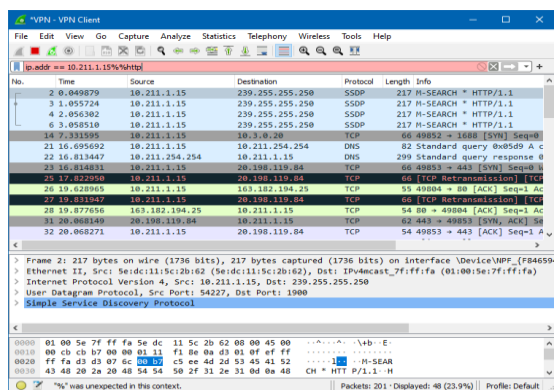 *VPN - VPN Client
File Edit View Go Capture Analyze Statistics Telephony Wireless Tools Help
ip.addr == 10.211.1.15%%http
No. Time Source Destination Protocol Length Info
2 0.049879 10.211.1.15 239.255.255.250 SSDP 217 M-SEARCH * HTTP/1.1
3 1.055724 10.211.1.15 239.255.255.250 SSDP 217 M-SEARCH * HTTP/1.1
4 2.056302 10.211.1.15 239.255.255.250 SSDP 217 M-SEARCH * HTTP/1.1
6 3.058510 10.211.1.15 239.255.255.250 SSDP 217 M-SEARCH * HTTP/1.1
14 7.331595 10.211.1.15 10.3.0.20 TCP 66 49852 → 1688 [SYN] Seq=0
21 16.695692 10.211.1.15 10.211.254.254 DNS 82 Standard query 0x05d9 A c
22 16.813447 10.211.254.254 10.211.1.15 DNS 299 Standard query response 0
23 16.814831 10.211.1.15 20.198.119.84 TCP 66 49853 → 443 [SYN] Seq=0 W
25 17.822950 10.211.1.15 20.198.119.84 TCP 66 [TCP Retransmission] [TCP
26 19.628965 10.211.1.15 163.182.194.25 TCP 55 49804 → 80 [ACK] Seq=1 Ac
27 19.831947 10.211.1.15 20.198.119.84 TCP 66 [TCP Retransmission] [TCP
28 19.877656 163.182.194.25 10.211.1.15 TCP 54 80 → 49804 [ACK] Seq=1 Ac
31 20.068149 20.198.119.84 10.211.1.15 TCP 62 443 → 49853 [SYN, ACK] Se
32 20.068271 10.211.1.15 20.198.119.84 TCP 54 49853 → 443 [ACK] Seq=1 A
> Frame 2: 217 bytes on wire (1736 bits), 217 bytes captured (1736 bits) on interface \Device\NPF_{F84659
> Ethernet II, Src: 5e:dc:11:5c:2b:62 (5e:dc:11:5c:2b:62), Dst: IPv4mcast_7f:ff:fa (01:00:5e:7f:ff:fa)
> Internet Protocol Version 4, Src: 10.211.1.15, Dst: 239.255.255.250
> User Datagram Protocol, Src Port: 54227, Dst Port: 1900
> Simple Service Discovery Protocol
0000 01 00 5e 7f ff fa 5e dc 11 5c 2b 62 08 00 45 00 ··^···^· ·\+b··E·
0010 00 cb cb b7 00 00 01 11 f1 8e 0a d3 01 0f ef ff ········ ········
0020 ff fa d3 d3 07 6c 00 b7 c5 ee 4d 2d 53 45 41 52 ·····l·· ··M-SEAR
0030 43 48 20 2a 20 48 54 54 50 2f 31 2e 31 0d 0a 48 CH * HTT P/1.1··H
"%" was unexpected in this context. Packets: 201 · Displayed: 48 (23.9%) Profile: Default